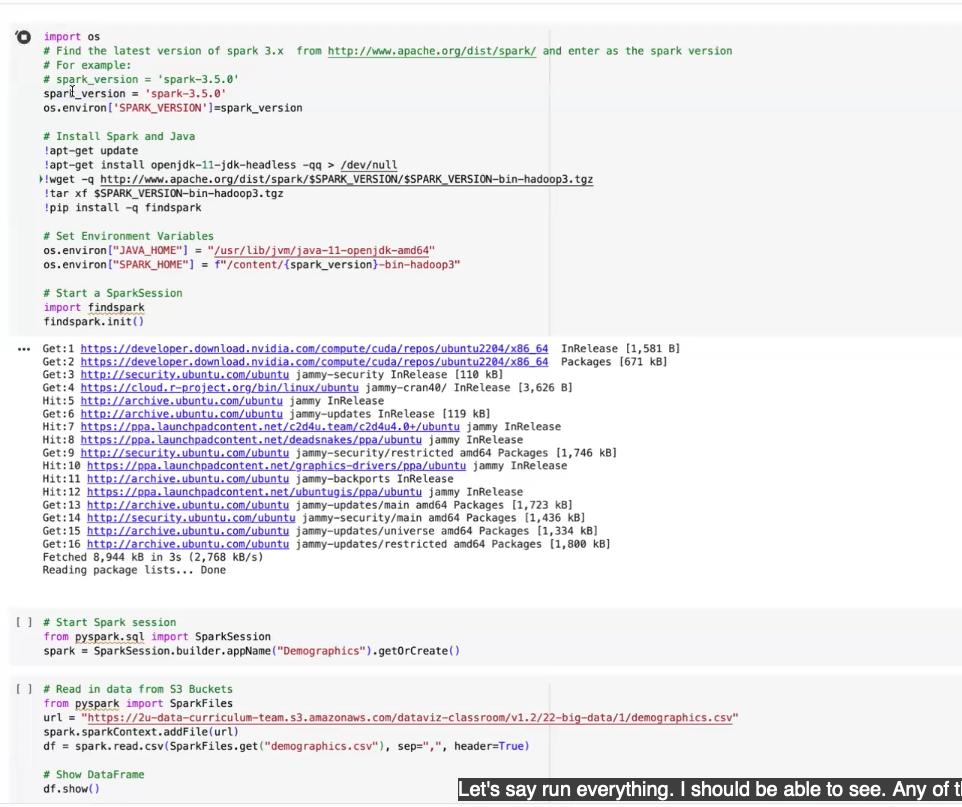 import os
# Find the latest version of spark 3.x  from http://www.apache.org/dist/spark/ and enter as the spark version
# For example:
# spark_version = 'spark-3.5.0'
spark_version = 'spark-3.5.0'
os.environ['SPARK_VERSION']=spark_version
# Install Spark and Java
!apt-get update
!apt-get install openjdk-11-jdk-headless -qq > /dev/null
!wget -q http://www.apache.org/dist/spark/$SPARK_VERSION/$SPARK_VERSION-bin-hadoop3.tgz
!tar xf $SPARK_VERSION-bin-hadoop3.tgz
!pip install -q findspark
# Set Environment Variables
os.environ["JAVA_HOME"] = "/usr/lib/jvm/java-11-openjdk-amd64"
os.environ["SPARK_HOME"] = f"/content/{spark_version}-bin-hadoop3"
# Start a SparkSession
import findspark
findspark.init()
... Get:1 https://developer.download.nvidia.com/compute/cuda/repos/ubuntu2204/x86_64  InRelease [1,581 B]
Get:2 https://developer.download.nvidia.com/compute/cuda/repos/ubuntu2204/x86_64  Packages [671 kB]
Get:3 http://security.ubuntu.com/ubuntu jammy-security InRelease [110 kB]
Get:4 https://cloud.r-project.org/bin/linux/ubuntu jammy-cran40/ InRelease [3,626 B]
Hit:5 http://archive.ubuntu.com/ubuntu jammy InRelease
Get:6 http://archive.ubuntu.com/ubuntu jammy-updates InRelease [119 kB]
Hit:7 https://ppa.launchpadcontent.net/c2d4u.team/c2d4u4.0+/ubuntu jammy InRelease
Hit:8 https://ppa.launchpadcontent.net/deadsnakes/ppa/ubuntu jammy InRelease
Get:9 http://security.ubuntu.com/ubuntu jammy-security/restricted amd64 Packages [1,746 kB]
Hit:10 https://ppa.launchpadcontent.net/graphics-drivers/ppa/ubuntu jammy InRelease
Hit:11 http://archive.ubuntu.com/ubuntu jammy-backports InRelease
Hit:12 https://ppa.launchpadcontent.net/ubuntugis/ppa/ubuntu jammy InRelease
Get:13 http://archive.ubuntu.com/ubuntu jammy-updates/main amd64 Packages [1,723 kB]
Get:14 http://security.ubuntu.com/ubuntu jammy-security/main amd64 Packages [1,436 kB]
Get:15 http://archive.ubuntu.com/ubuntu jammy-updates/universe amd64 Packages [1,334 kB]
Get:16 http://archive.ubuntu.com/ubuntu jammy-updates/restricted amd64 Packages [1,800 kB]
Fetched 8,944 kB in 3s (2,768 kB/s)
Reading package lists... Done
[ ] # Start Spark session
from pyspark.sql import SparkSession
spark = SparkSession.builder.appName("Demographics").getOrCreate()
[ ] # Read in data from S3 Buckets
from pyspark import SparkFiles
url = "https://2u-data-curriculum-team.s3.amazonaws.com/dataviz-classroom/v1.2/22-big-data/1/demographics.csv"
spark.sparkContext.addFile(url)
df = spark.read.csv(SparkFiles.get("demographics.csv"), sep=",", header=True)
# Show DataFrame
df.show()
Let's say run everything. I should be able to see. Any of